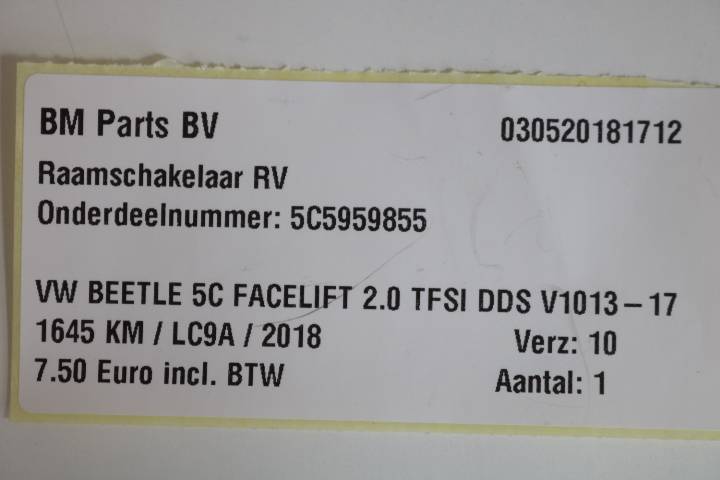 BM Parts BV 030520181712
Raamschakelaar RV
Onderdeelnummer: 5C5959855
VW BEETLE 5C FACELIFT 2.0 TFSI DDS V1013-17
1645 KM / LC9A / 2018 Verz: 10
7.50 Euro incl. BTW Aantal: 1